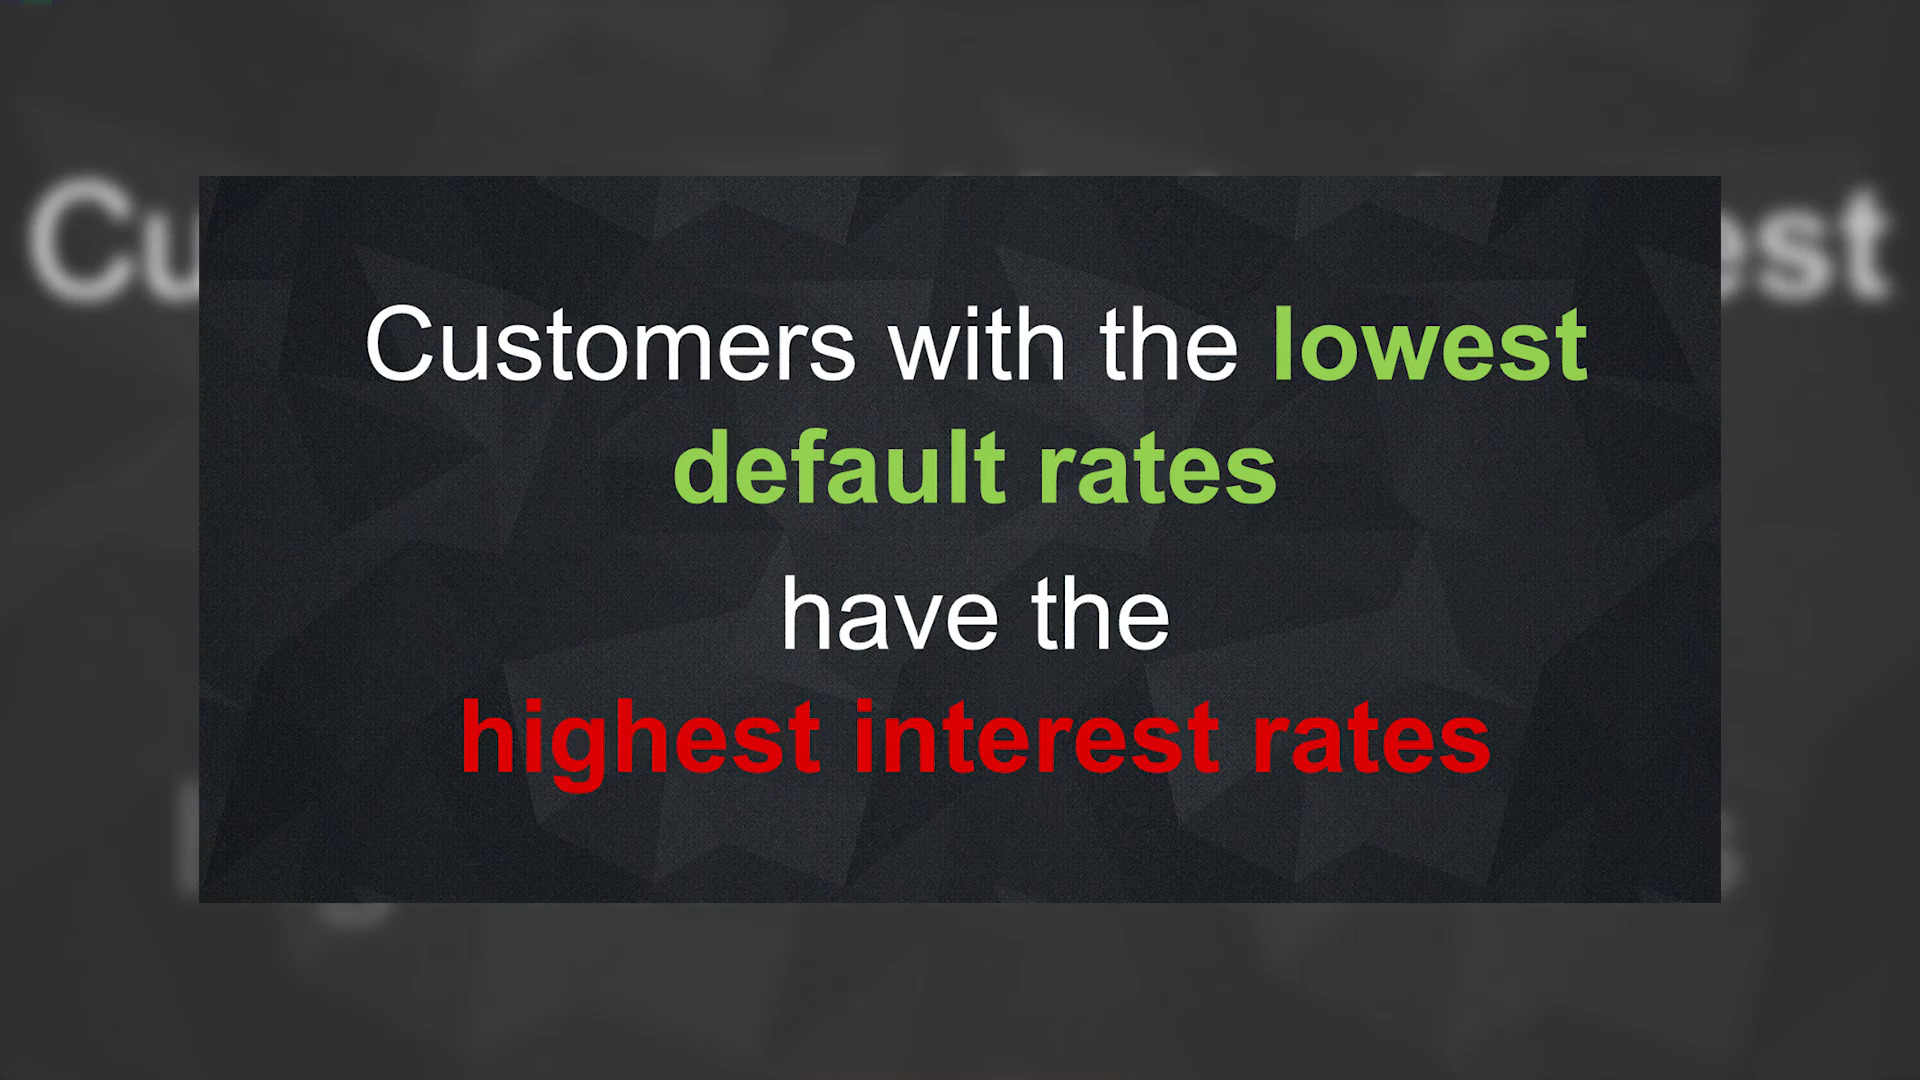 Customers with the lowest
default rates
have the
highest interest rates